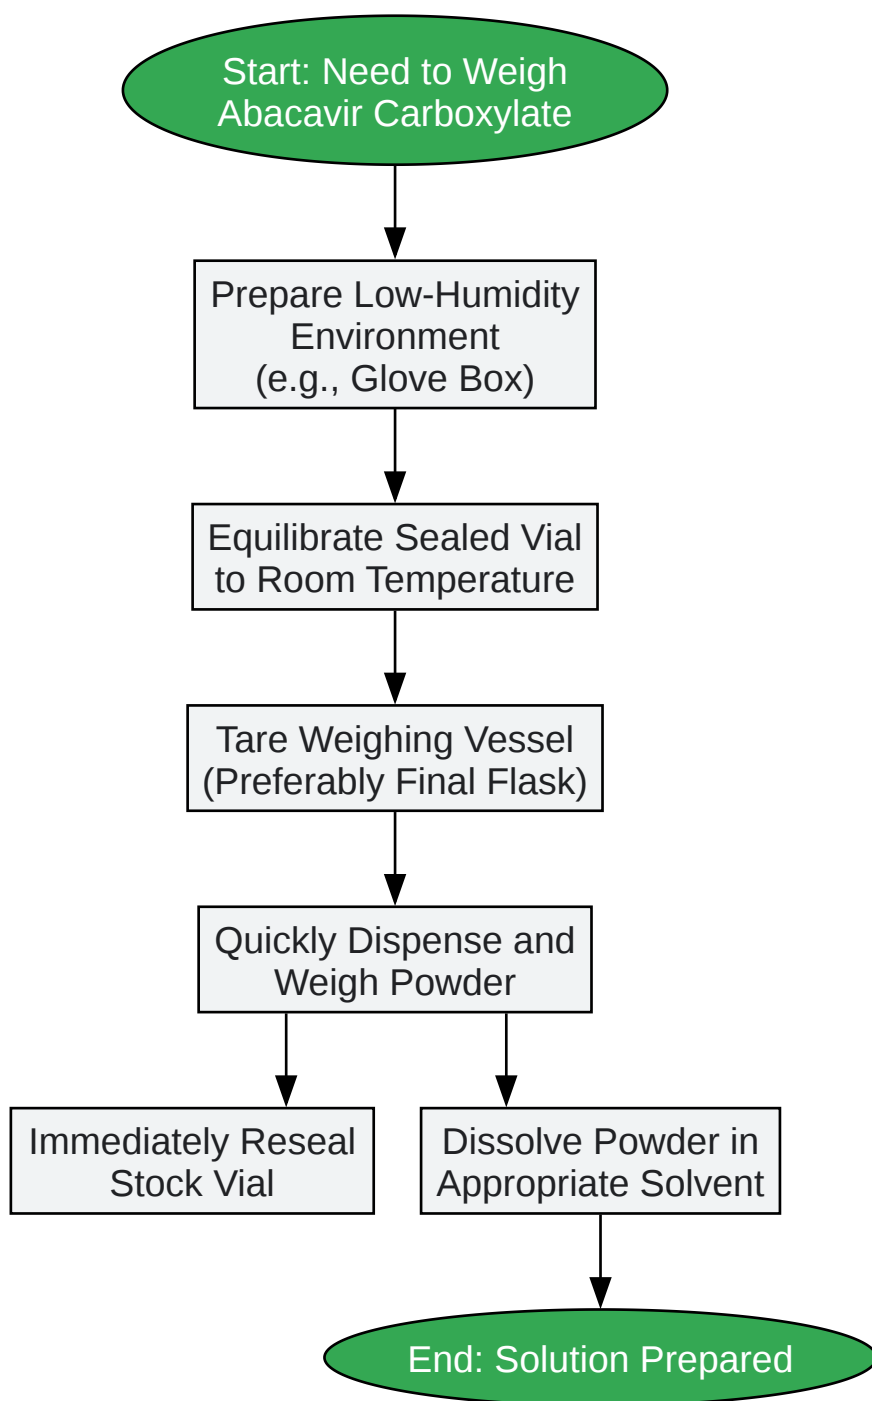 Start: Need to Weigh
Abacavir Carboxylate
Prepare Low-Humidity
Environment
(e.g., Glove Box)
Equilibrate Sealed Vial
to Room Temperature
Tare Weighing Vessel
(Preferably Final Flask)
Quickly Dispense and
Weigh Powder
Immediately Reseal
Stock Vial
Dissolve Powder in
Appropriate Solvent
End: Solution Prepared